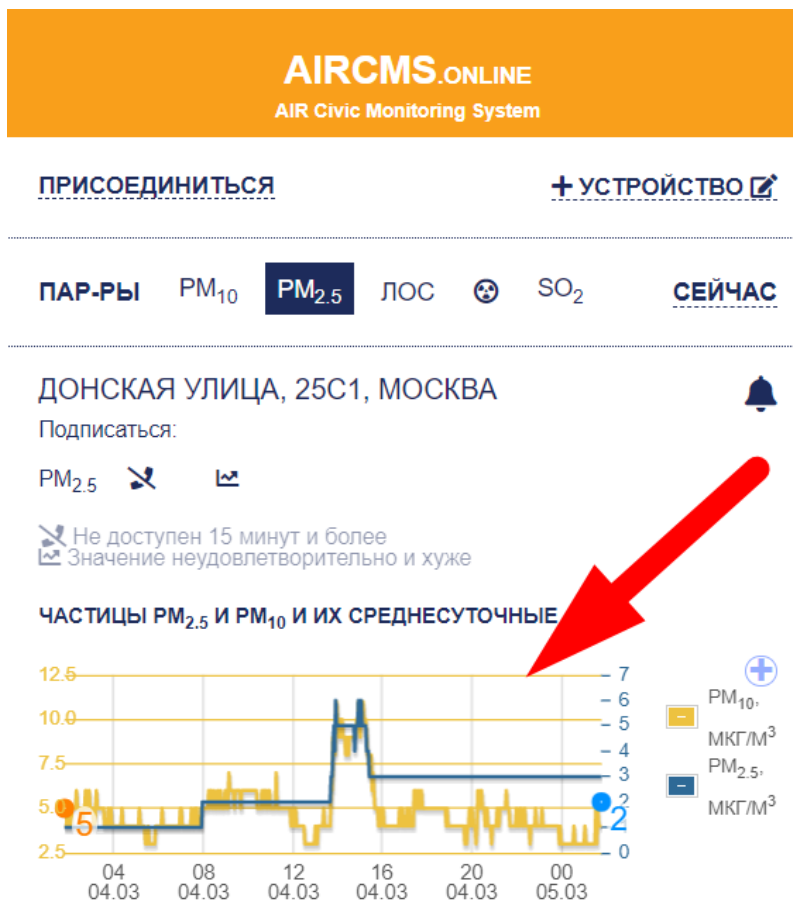 AIRCMS.ONLINE
AIR Civic Monitoring System
ПРИСОЕДИНИТЬСЯ
+ УСТРОЙСТВО
ПАР-РЫ PM10 PM2.5 ЛОС SO2 СЕЙЧАС
ДОНСКАЯ УЛИЦА, 25С1, МОСКВА
Подписаться:
PM2.5
Не доступен 15 минут и более
Значение неудовлетворительно и хуже
ЧАСТИЦЫ PM2.5 И PM10 И ИХ СРЕДНЕСУТОЧНЫЕ
12.5
10.0
7.5
5.0
2.5
5
7
6
5
4
3
2
1
0
2
PM10,
МКГ/М3
PM2.5,
МКГ/М3
04 08 12 16 20 00
04.03 04.03 04.03 04.03 04.03 05.03